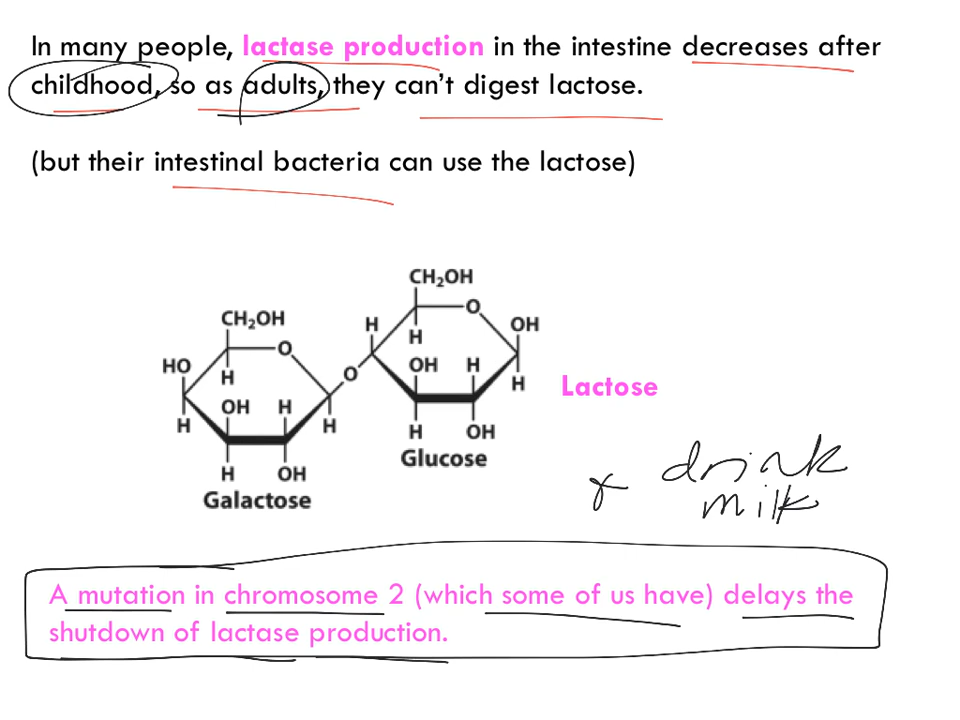 In many people, lactase production in the intestine decreases after
childhood, so as adults, they can't digest lactose.
(but their intestinal bacteria can use the lactose)
CH₂OH
O
HO
H
OH
H
H
H
H
OH
Galactose
O
CH₂OH
O
H
H
OH
OH
H
H
H
OH
Glucose
Lactose
drink
milk
A mutation in chromosome 2 (which some of us have) delays the
shutdown of lactase production.